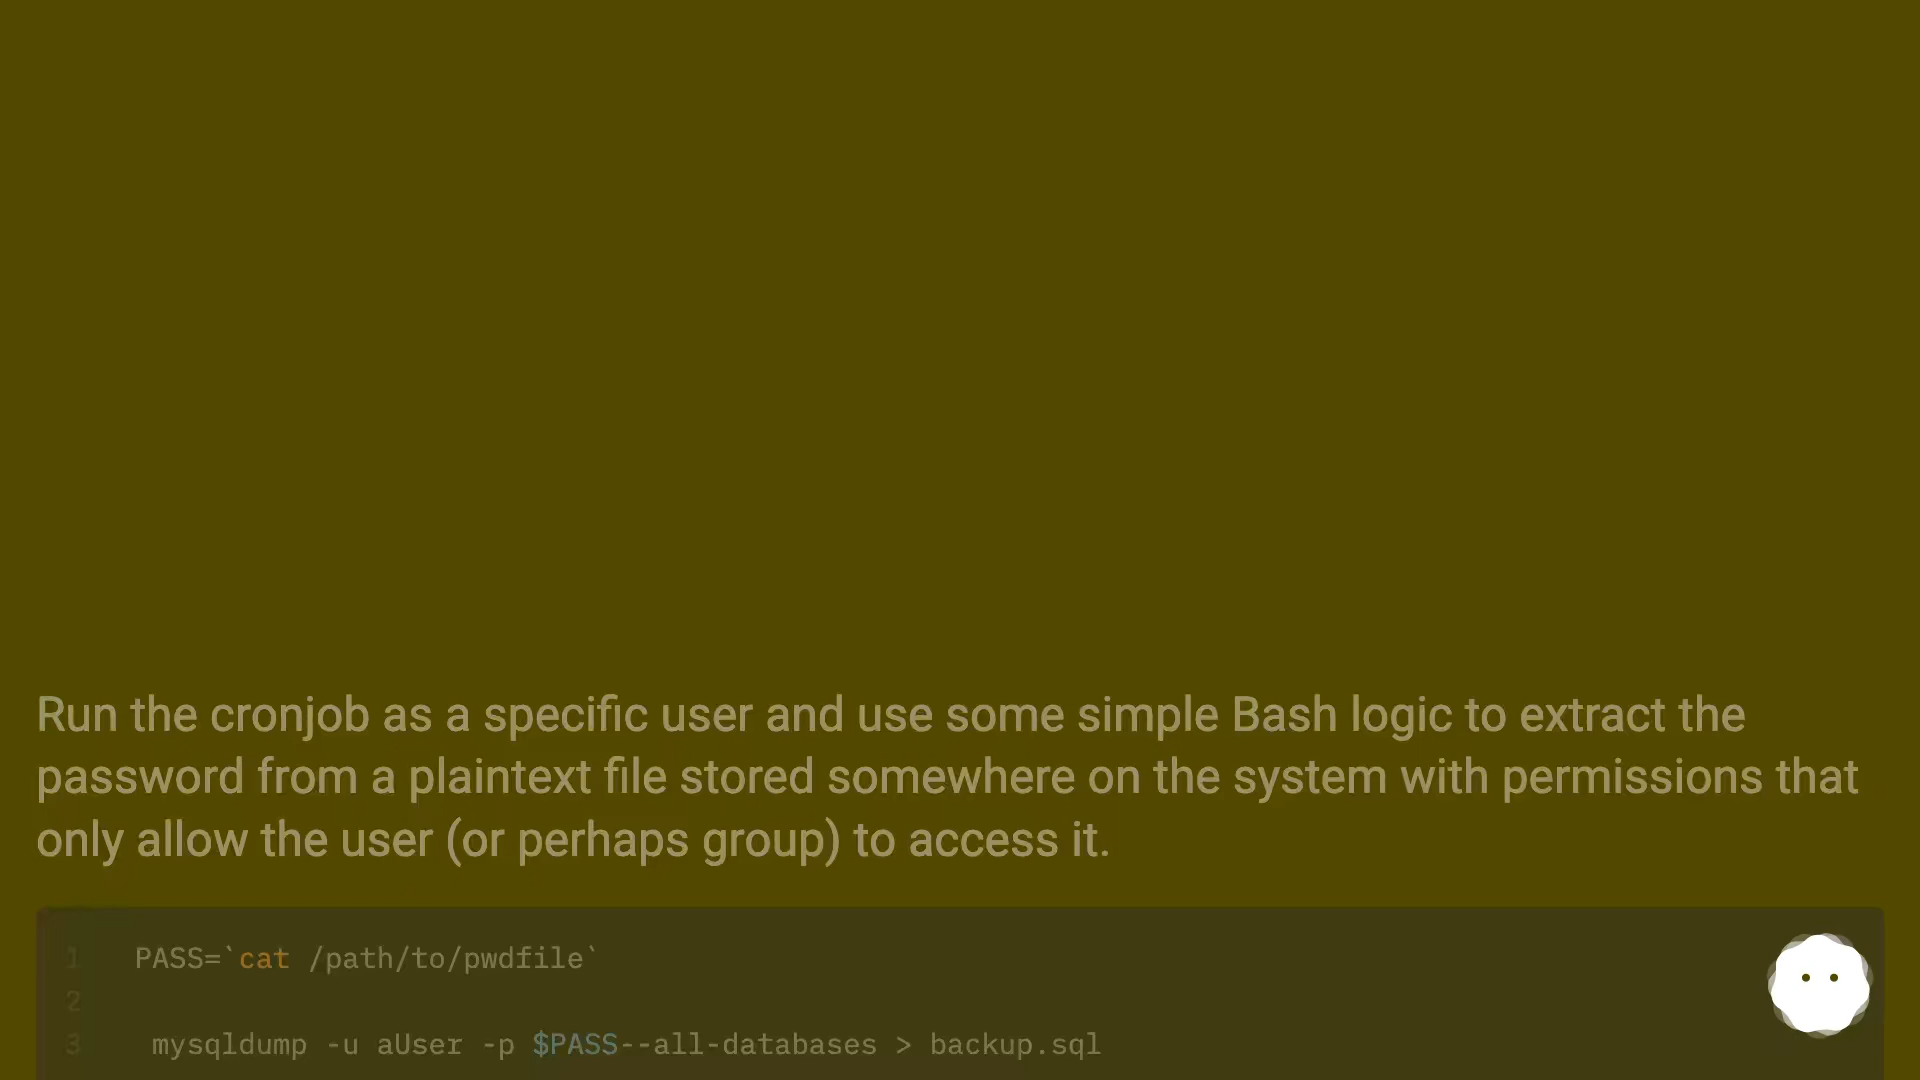 Run the cronjob as a specific user and use some simple Bash logic to extract the
password from a plaintext file stored somewhere on the system with permissions that
only allow the user (or perhaps group) to access it.
1 PASS=`cat /path/to/pwdfile`
2
3 mysqldump -u aUser -p $PASS--all-databases > backup.sql